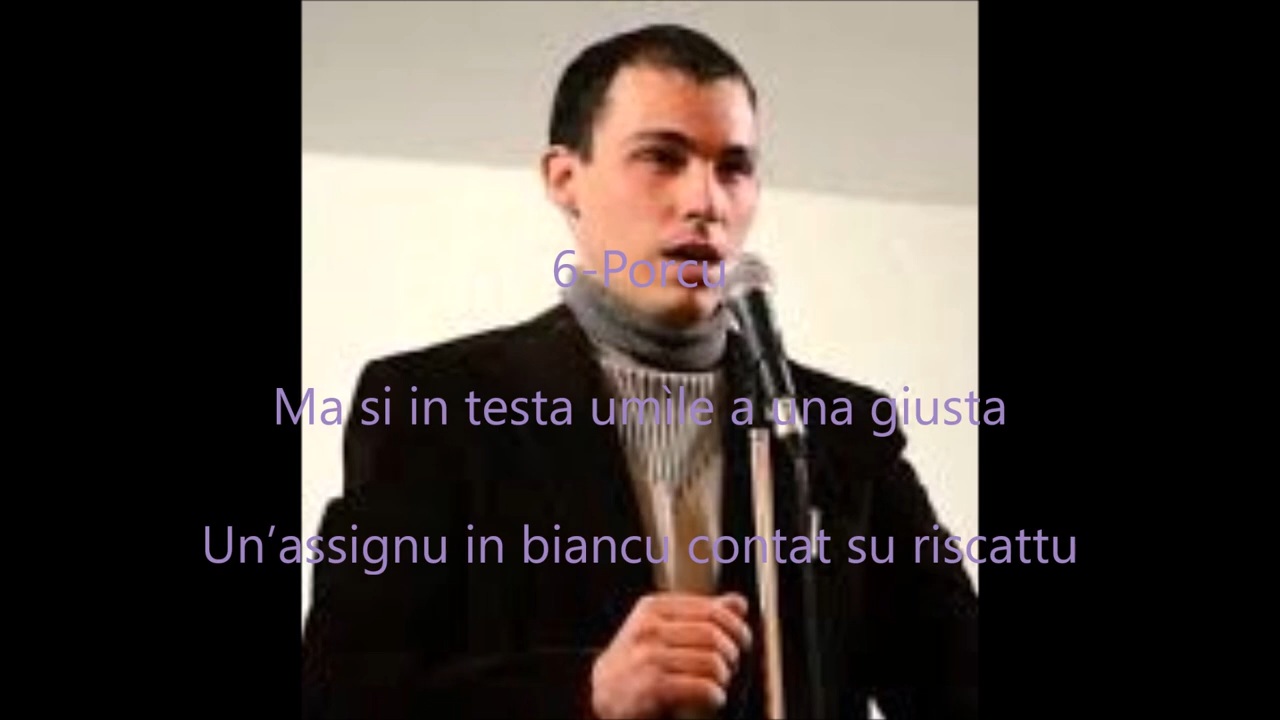 6-Porcu
Ma si in testa umìle a una giusta
Un’assignu in biancu contat su riscattu